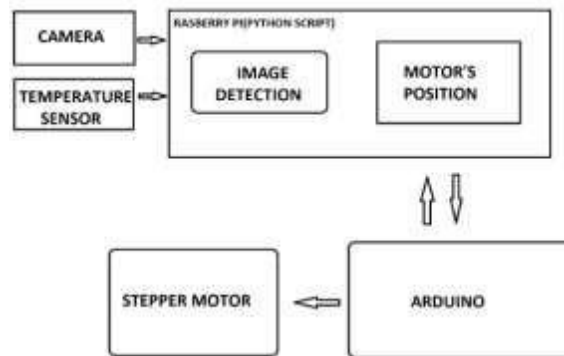 CAMERA
RASBERRY PI[PYTHON SCRIPT]
IMAGE
DETECTION
MOTOR'S
POSITION
TEMPERATURE
SENSOR
STEPPER MOTOR
ARDUINO